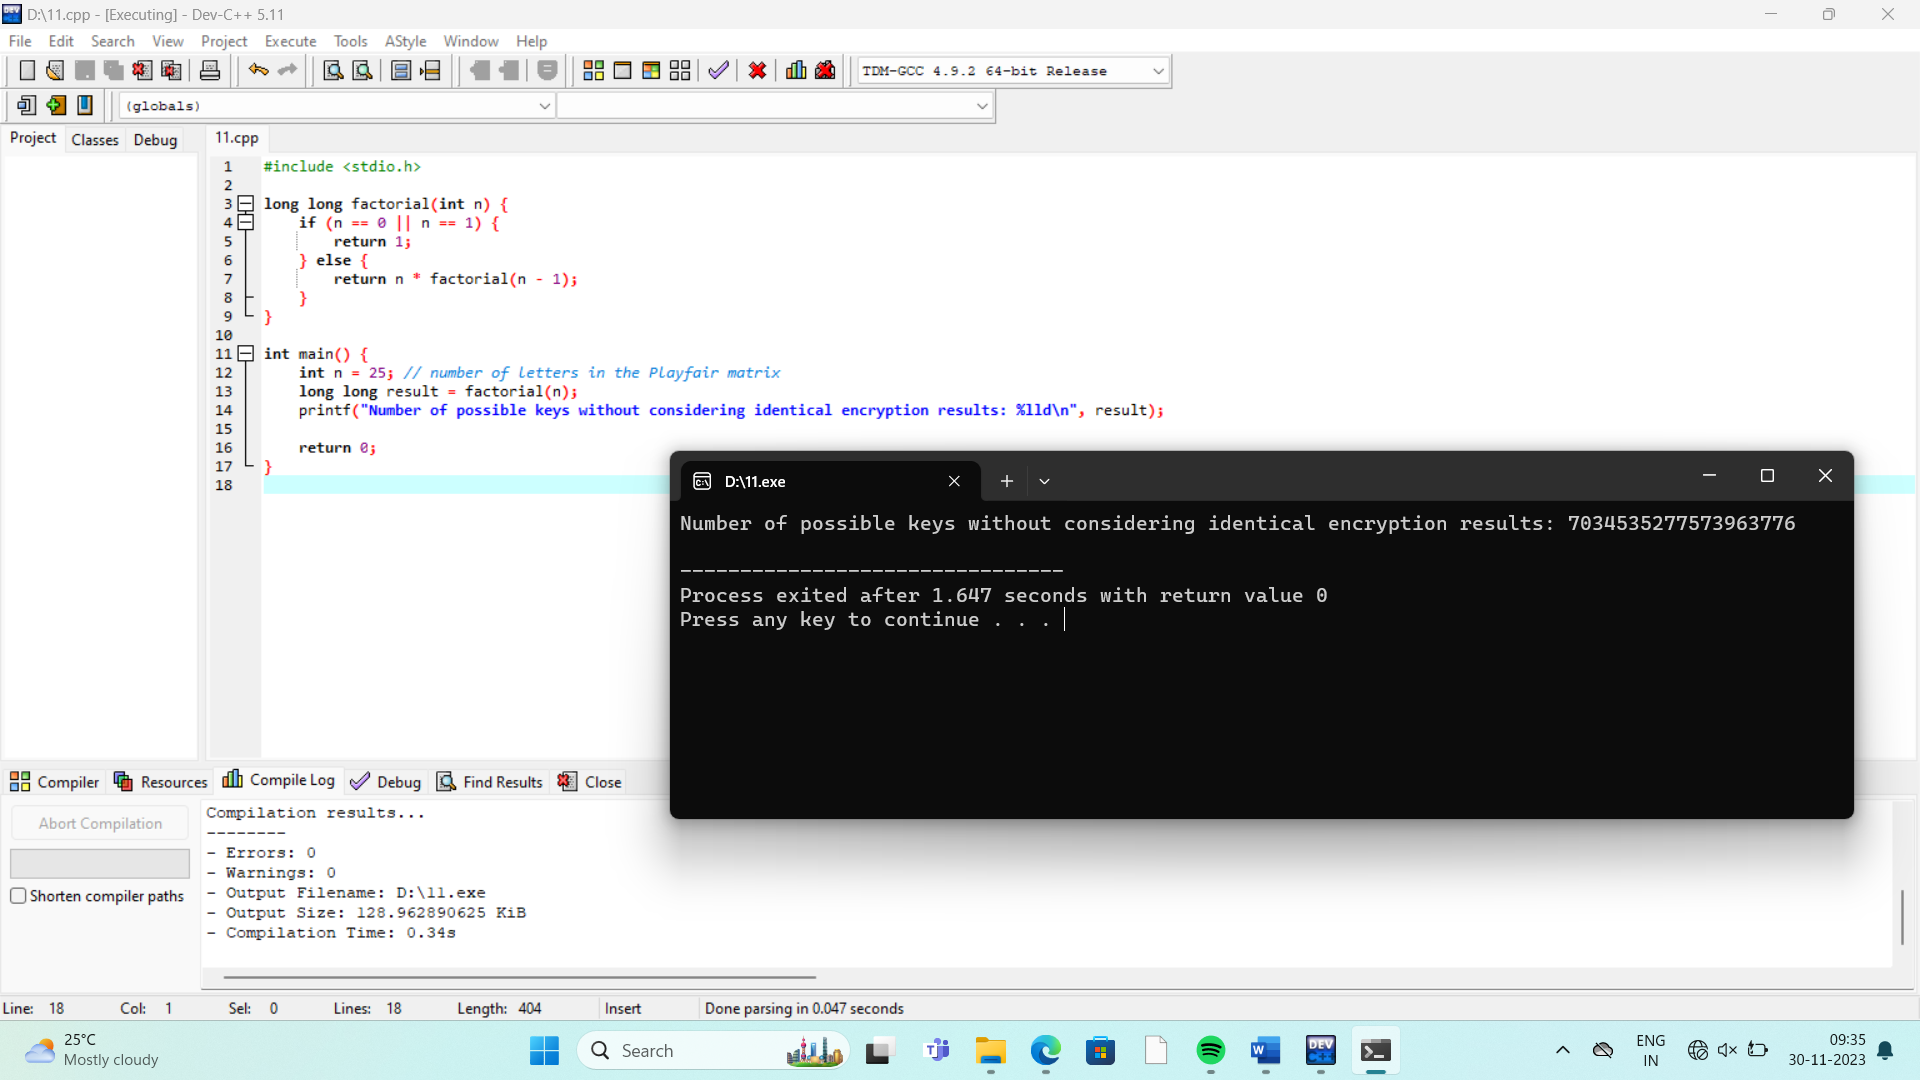 D:\11.cpp - [Executing] - Dev-C++ 5.11
File Edit Search View Project Execute Tools AStyle Window Help
TDM-GCC 4.9.2 64-bit Release
(globals)
Project Classes Debug 11.cpp
1 #include <stdio.h>
2
3 long long factorial(int n) {
4 if (n == 0 || n == 1) {
5 return 1;
6 } else {
7 return n * factorial(n - 1);
8 }
9 }
10
11 int main() {
12 int n = 25; // number of letters in the Playfair matrix
13 long long result = factorial(n);
14 printf("Number of possible keys without considering identical encryption results: %lld\n", result);
15
16 return 0;
17 }
18
D:\11.exe
Number of possible keys without considering identical encryption results: 7034535277573963776
--------------------------------
Process exited after 1.647 seconds with return value 0
Press any key to continue . . .
Compiler Resources Compile Log Debug Find Results Close
Abort Compilation
Shorten compiler paths
Compilation results...
--------
- Errors: 0
- Warnings: 0
- Output Filename: D:\11.exe
- Output Size: 128.962890625 KiB
- Compilation Time: 0.34s
Line: 18 Col: 1 Sel: 0 Lines: 18 Length: 404 Insert Done parsing in 0.047 seconds
25°C
Mostly cloudy
Search
DEV
ENG
IN
09:35
30-11-2023